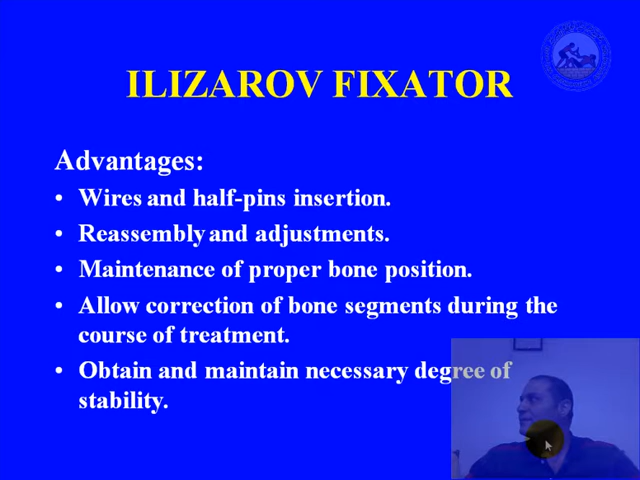 ILIZAROV FIXATOR
Advantages:
• Wires and half-pins insertion.
• Reassembly and adjustments.
• Maintenance of proper bone position.
• Allow correction of bone segments during the
course of treatment.
• Obtain and maintain necessary degree of
stability.